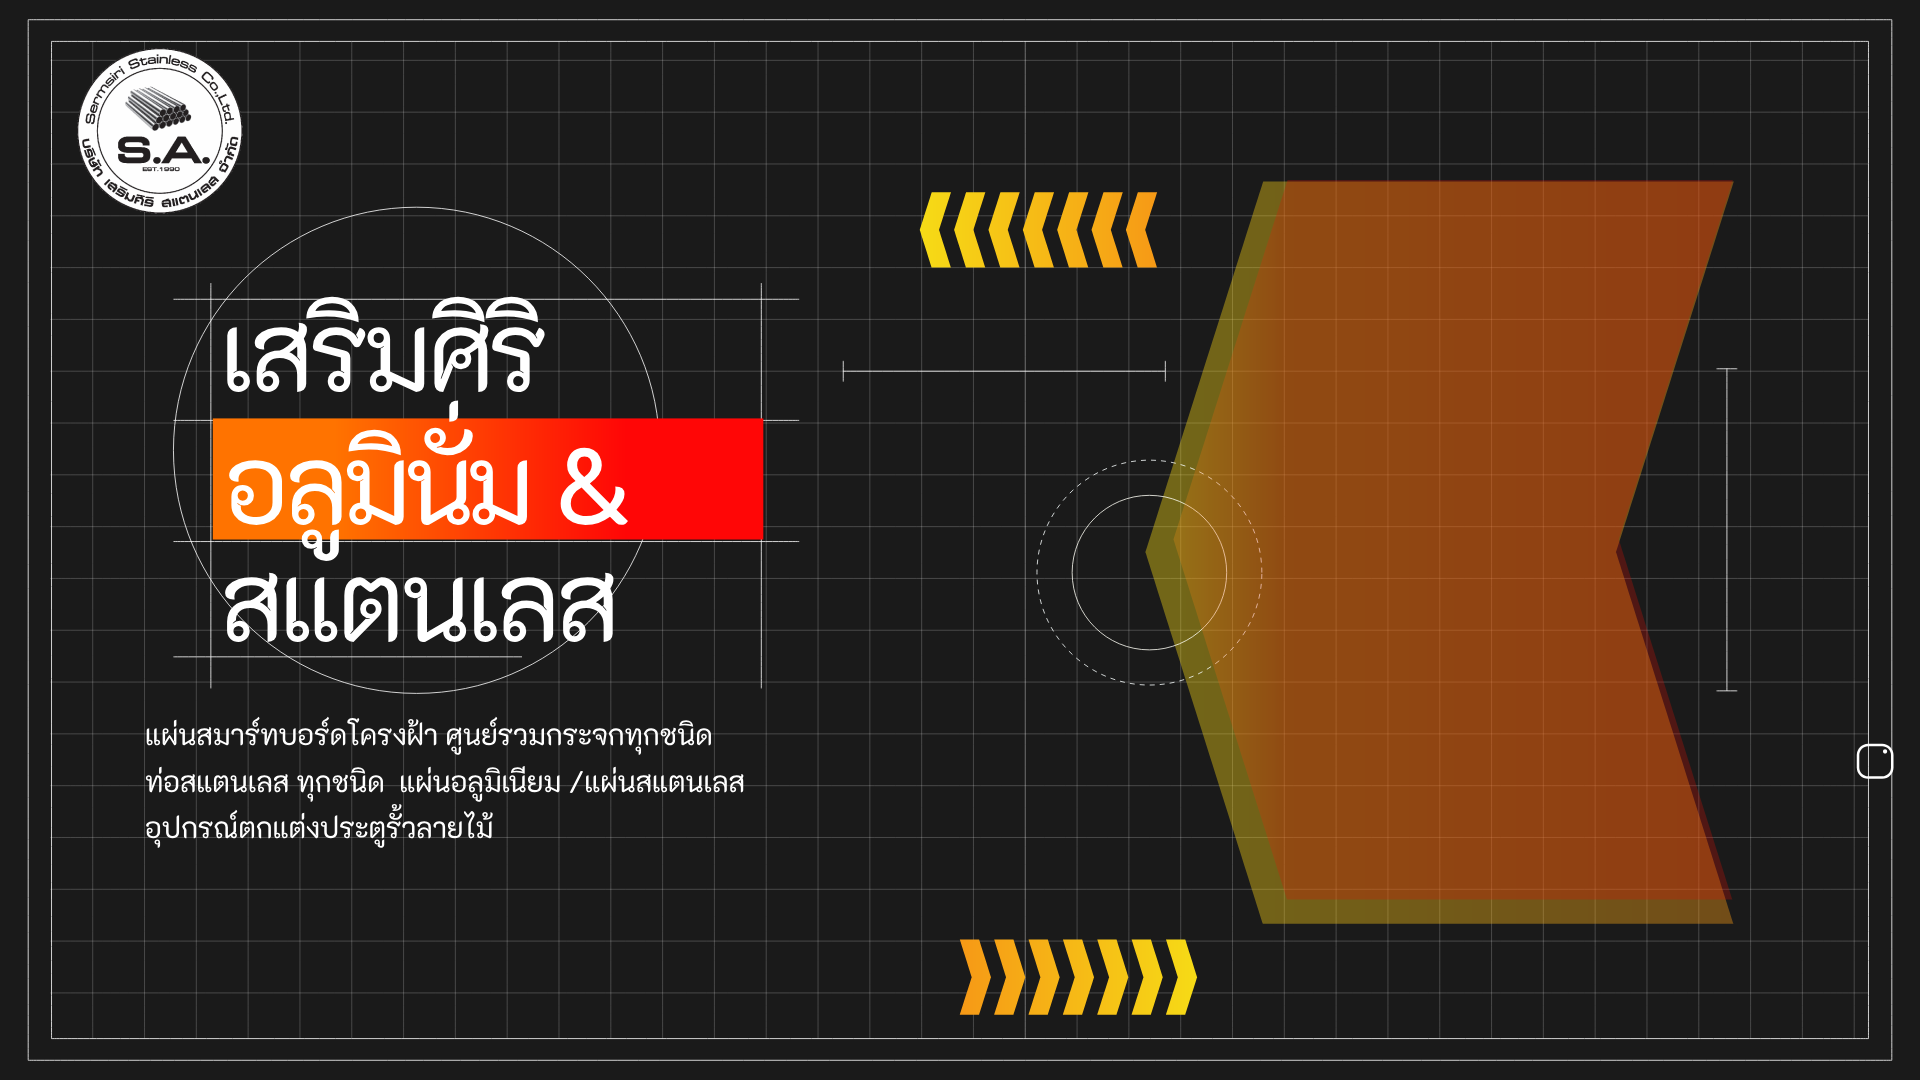 Sermsiri Stainless Co.,Ltd.
S.A.
EST.1990
บริษัท เสริมศิริ สแตนเลส จำกัด
เสริมศิริ
อลูมินั่ม &
สแตนเลส
แผ่นสมาร์ทบอร์ดโครงฝ้า ศูนย์รวมกระจกทุกชนิด
ท่อสแตนเลส ทุกชนิด แผ่นอลูมิเนียม /แผ่นสแตนเลส
อุปกรณ์ตกแต่งประตูรั้วลายไม้